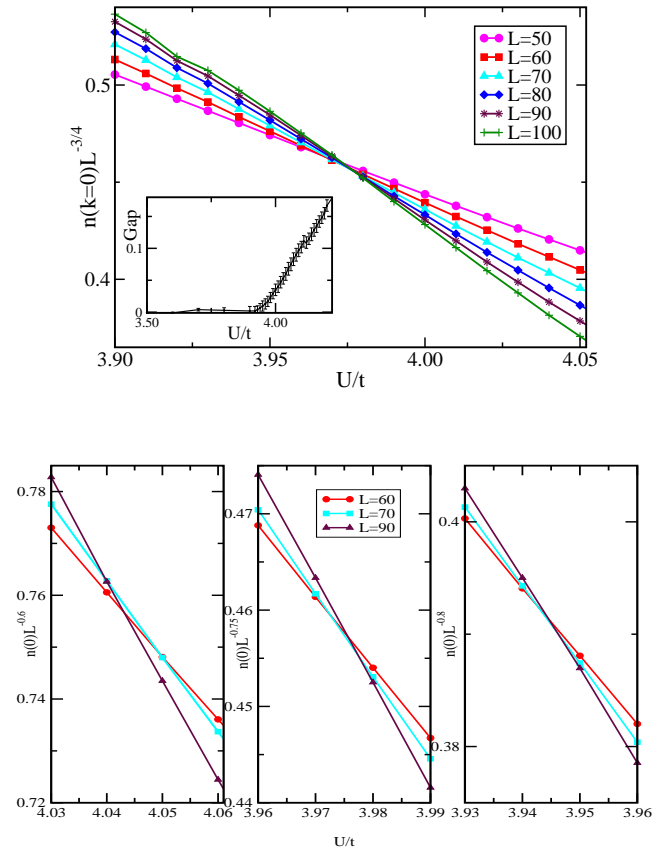 n(k=0)L^-3/4
0.5
0.4
L=50
L=60
L=70
L=80
L=90
L=100
Gap
0.1
0
3.50
4.00
U/t
3.90
3.95
4.00
4.05
U/t
n(0)L^-0.6
0.78
0.76
0.74
0.72
4.03
4.04
4.05
4.06
n(0)L^-0.75
0.47
0.46
0.45
0.44
L=60
L=70
L=90
3.96
3.97
3.98
3.99
n(0)L^-0.8
0.4
0.38
3.93
3.94
3.95
3.96
U/t